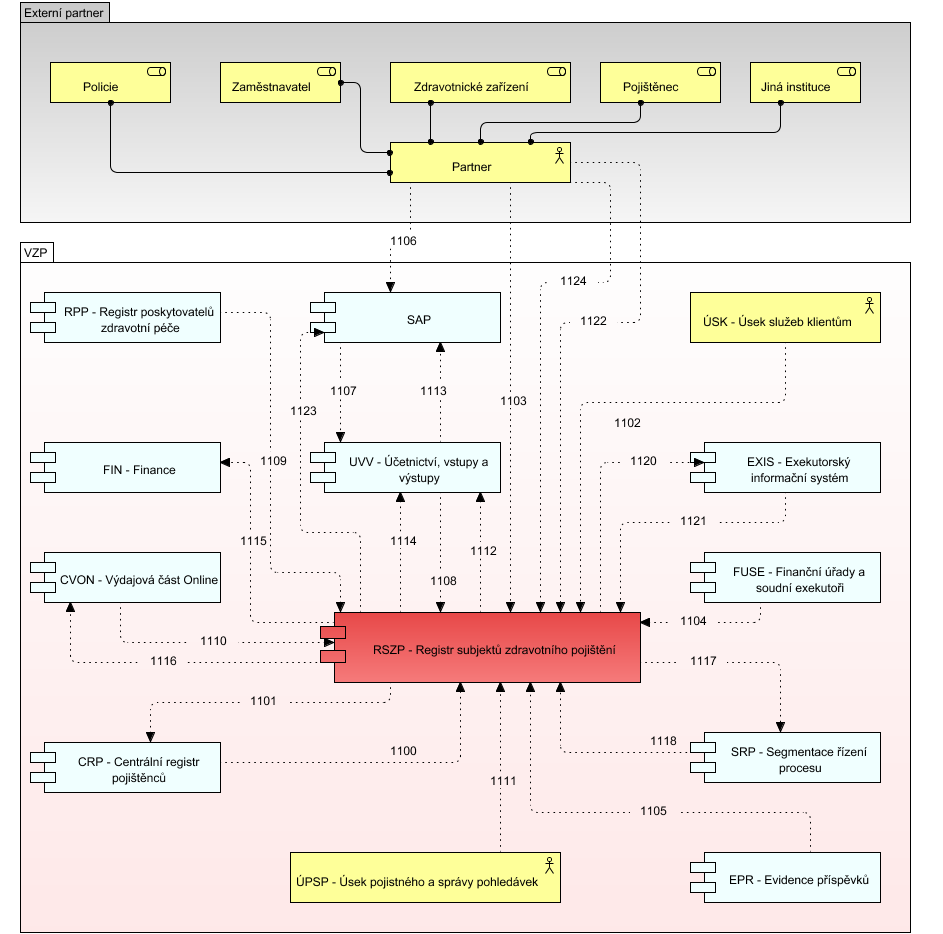 Externí partner
Policie
Zaměstnavatel
Zdravotnické zařízení
Pojištěnec
Jiná instituce
Partner
VZP
1106
1124
1122
RPP - Registr poskytovatelů
zdravotní péče
SAP
ÚSK - Úsek služeb klientům
1107
1113
1103
1123
1102
FIN - Finance
1109
UVV - Účetnictví, vstupy a
výstupy
1120
EXIS - Exekutorský
informační systém
1121
1115
1114
1112
CVON - Výdajová část Online
1108
FUSE - Finanční úřady a
soudní exekutoři
1104
1110
1116
RSZP - Registr subjektů zdravotního pojištění
1117
1101
CRP - Centrální registr
pojištěnců
1100
1118
SRP - Segmentace řízení
procesu
1111
1105
ÚPSP - Úsek pojistného a správy pohledávek
EPR - Evidence příspěvků